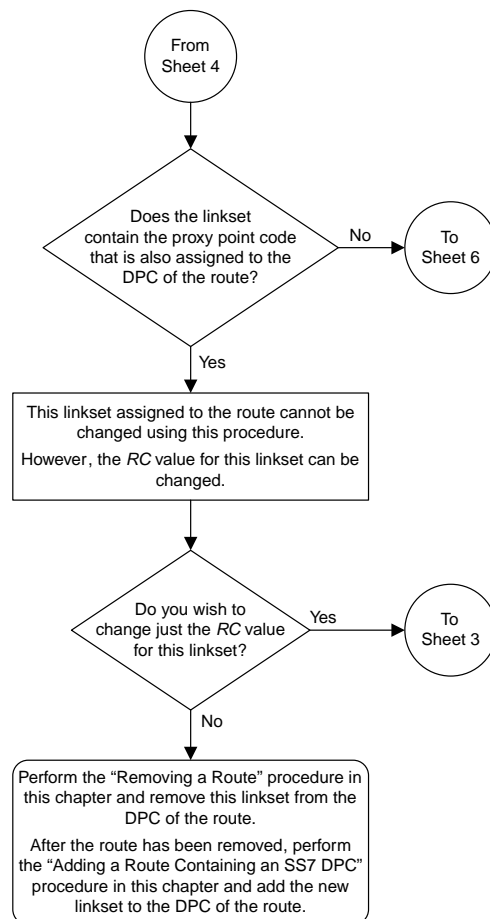 From
Sheet 4
Does the linkset
contain the proxy point code
that is also assigned to the
DPC of the route?
No
To
Sheet 6
Yes
This linkset assigned to the route cannot be
changed using this procedure.
However, the RC value for this linkset can be
changed.
Do you wish to
change just the RC value
for this linkset?
Yes
To
Sheet 3
No
Perform the “Removing a Route” procedure in
this chapter and remove this linkset from the
DPC of the route.
After the route has been removed, perform
the “Adding a Route Containing an SS7 DPC”
procedure in this chapter and add the new
linkset to the DPC of the route.